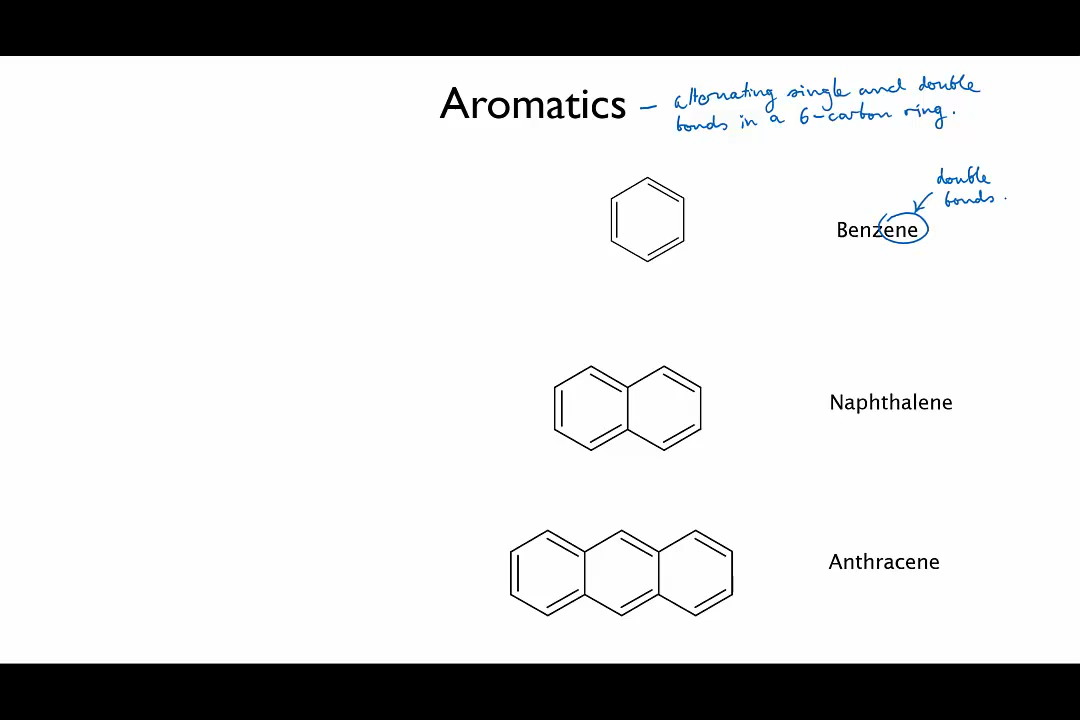 Aromatics – alternating single and double
bonds in a 6-carbon ring.
double
bonds.
Benzene
Naphthalene
Anthracene